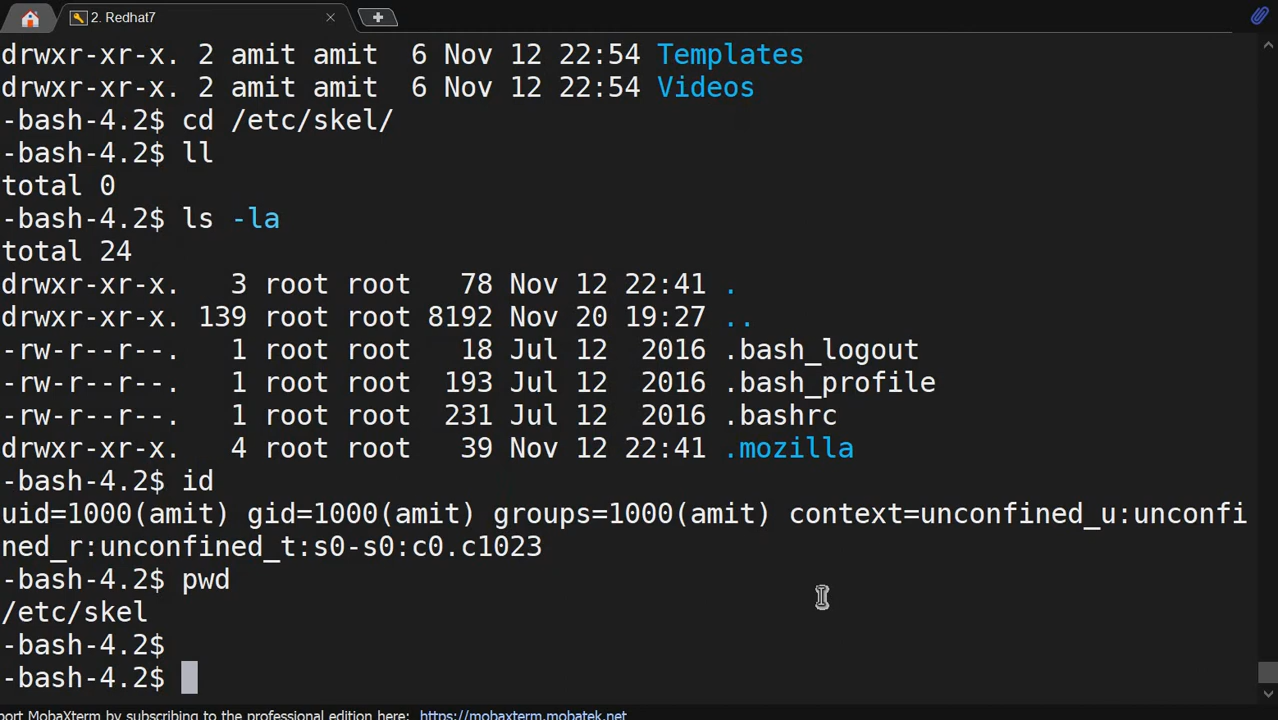 2. Redhat7
drwxr-xr-x. 2 amit amit  6 Nov 12 22:54 Templates
drwxr-xr-x. 2 amit amit  6 Nov 12 22:54 Videos
-bash-4.2$ cd /etc/skel/
-bash-4.2$ ll
total 0
-bash-4.2$ ls -la
total 24
drwxr-xr-x.   3 root root   78 Nov 12 22:41 .
drwxr-xr-x. 139 root root 8192 Nov 20 19:27 ..
-rw-r--r--.   1 root root   18 Jul 12  2016 .bash_logout
-rw-r--r--.   1 root root  193 Jul 12  2016 .bash_profile
-rw-r--r--.   1 root root  231 Jul 12  2016 .bashrc
drwxr-xr-x.   4 root root   39 Nov 12 22:41 .mozilla
-bash-4.2$ id
uid=1000(amit) gid=1000(amit) groups=1000(amit) context=unconfined_u:unconfi
ned_r:unconfined_t:s0-s0:c0.c1023
-bash-4.2$ pwd
/etc/skel
-bash-4.2$
-bash-4.2$
port MobaXterm by subscribing to the professional edition here: https://mobaxterm.mobatek.net